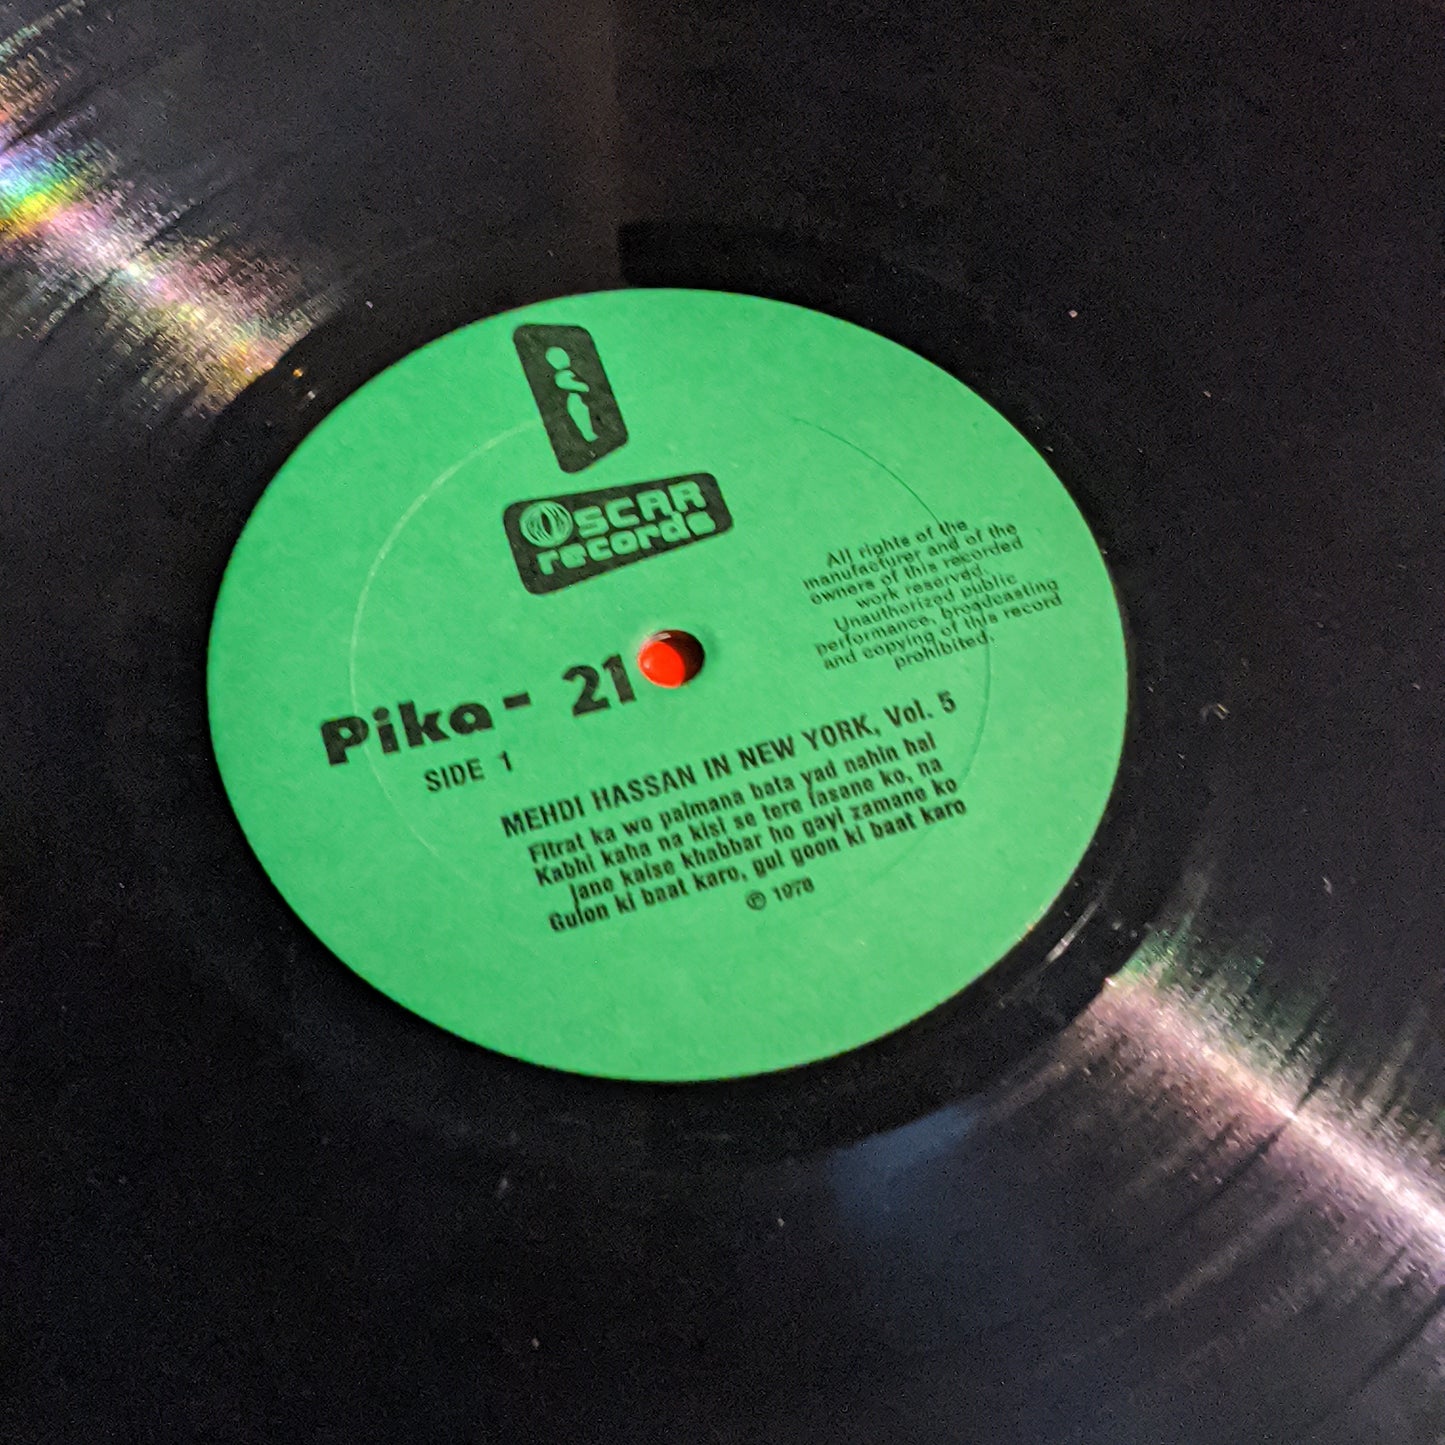 OSCAR
records
All rights of the
manufacturer and of the
owners of this recorded
work reserved.
Unauthorized public
performance, brodcasting
and copying of this record
prohibited.
Pika - 21
SIDE 1
MEHDI HASSAN IN NEW YORK, Vol. 5
Fitrat ka wo paimana bata yad nahin hai
Kabhi kaha na kisi se tere fasane ko, na
jane kaise khabbar ho gayi zamane ko
Gulon ki baat karo, gul goon ki baat karo
℗ 1978